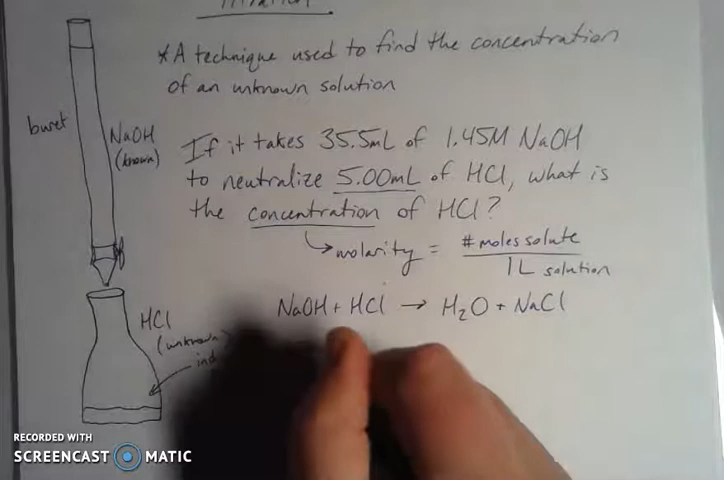 buret
NaOH
(known)
* A technique used to find the concentration
of an unknown solution
If it takes 35.5mL of 1.45M NaOH
to neutralize 5.00mL of HCl, what is
the concentration of HCl?
↳ molarity = # moles solute
1L solution
NaOH + HCl → H₂O + NaCl
HCl
(unknown)
RECORDED WITH
SCREENCAST MATIC